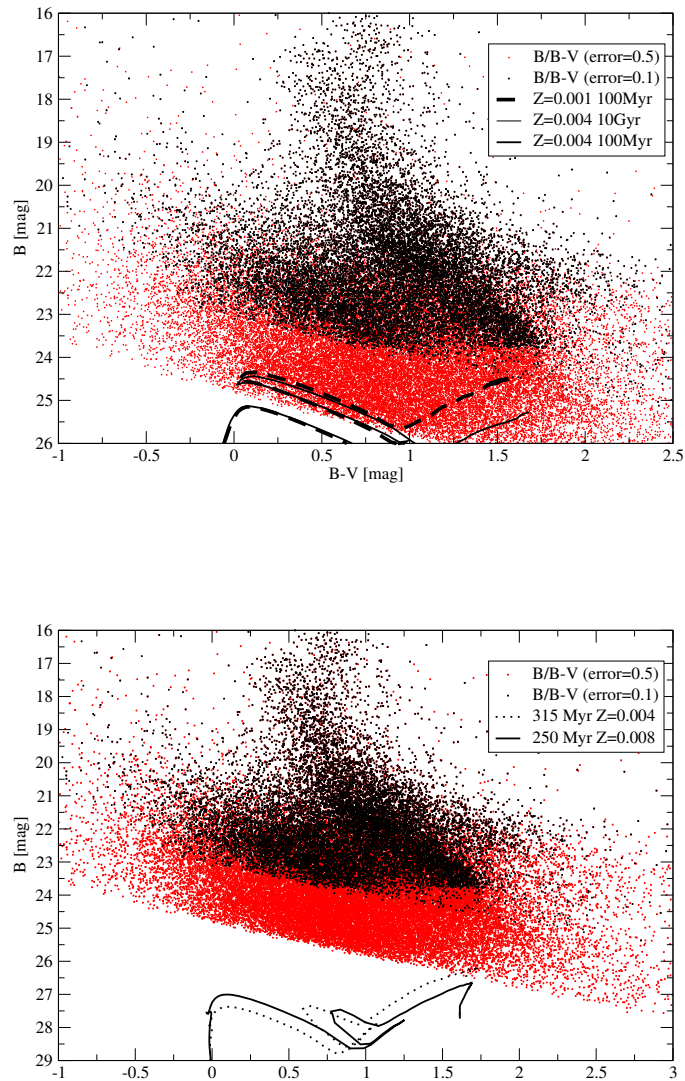 16
17
18
19
20
21
22
23
24
25
26
B [mag]
B/B-V (error=0.5)
B/B-V (error=0.1)
Z=0.001 100Myr
Z=0.004 10Gyr
Z=0.004 100Myr
-1 -0.5 0 0.5 1 1.5 2 2.5
B-V [mag]
16
17
18
19
20
21
22
23
24
25
26
27
28
29
B [mag]
B/B-V (error=0.5)
B/B-V (error=0.1)
315 Myr Z=0.004
250 Myr Z=0.008
-1 -0.5 0 0.5 1 1.5 2 2.5 3